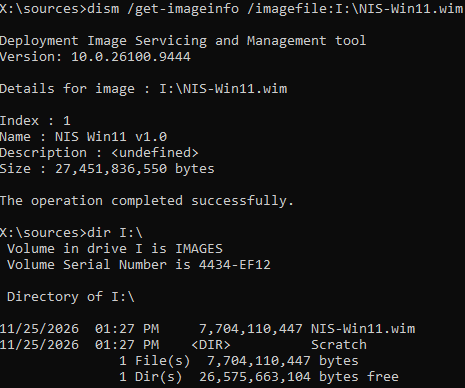 X:\sources>dism /get-imageinfo /imagefile:I:\NIS-Win11.wim
Deployment Image Servicing and Management tool
Version: 10.0.26100.9444
Details for image : I:\NIS-Win11.wim
Index : 1
Name : NIS Win11 v1.0
Description : <undefined>
Size : 27,451,836,550 bytes
The operation completed successfully.
X:\sources>dir I:\
Volume in drive I is IMAGES
Volume Serial Number is 4434-EF12
Directory of I:\
11/25/2026  01:27 PM     7,704,110,447 NIS-Win11.wim
11/25/2026  01:27 PM    <DIR>          Scratch
1 File(s)  7,704,110,447 bytes
1 Dir(s)  26,575,663,104 bytes free